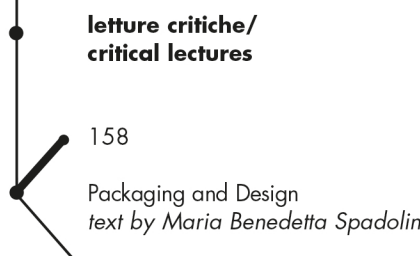 letture critiche/
critical lectures
158
Packaging and Design
text by Maria Benedetta Spadolin